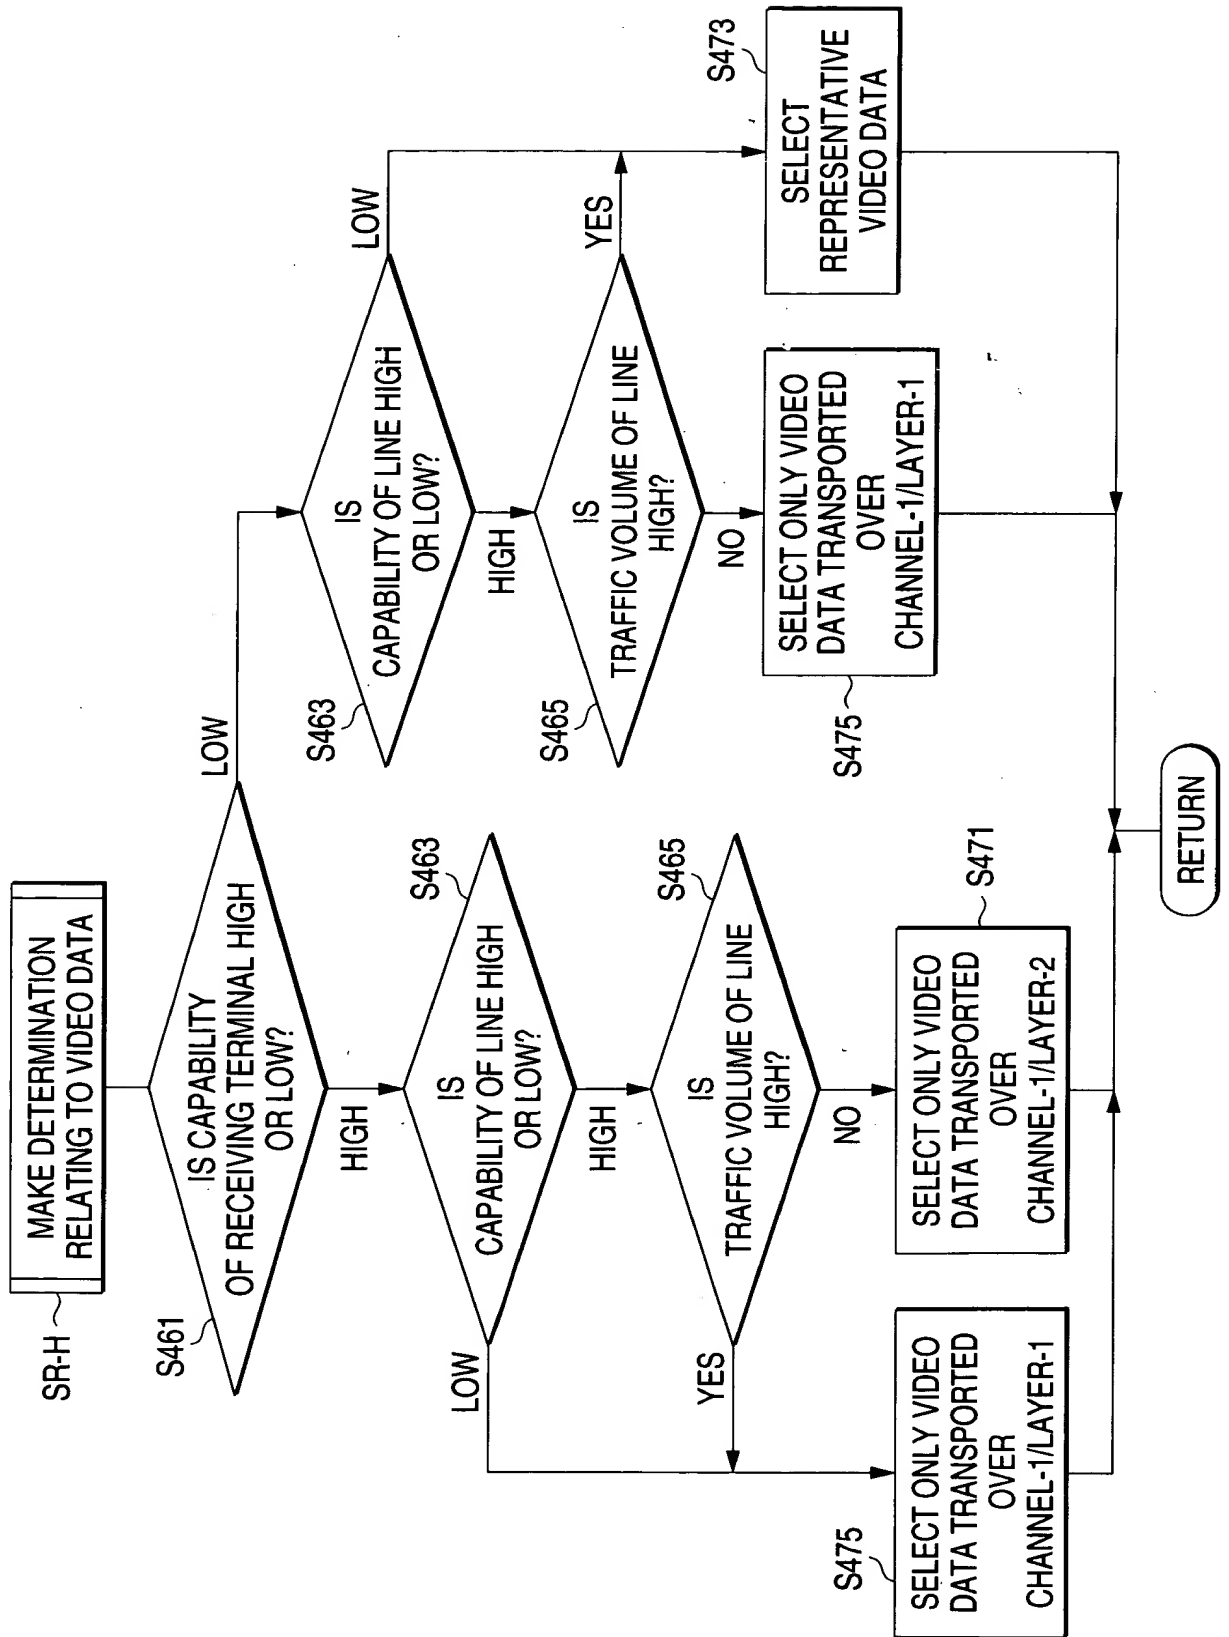 SR-H
MAKE DETERMINATION
RELATING TO VIDEO DATA
S461
IS CAPABILITY
OF RECEIVING TERMINAL HIGH
OR LOW?
LOW
HIGH
S463
IS
CAPABILITY OF LINE HIGH
OR LOW?
LOW
HIGH
S465
IS
TRAFFIC VOLUME OF LINE
HIGH?
YES
NO
S475
SELECT ONLY VIDEO
DATA TRANSPORTED
OVER
CHANNEL-1/LAYER-1
S471
SELECT ONLY VIDEO
DATA TRANSPORTED
OVER
CHANNEL-1/LAYER-2
S463
IS
CAPABILITY OF LINE HIGH
OR LOW?
LOW
HIGH
S465
IS
TRAFFIC VOLUME OF LINE
HIGH?
YES
NO
S475
SELECT ONLY VIDEO
DATA TRANSPORTED
OVER
CHANNEL-1/LAYER-1
S473
SELECT
REPRESENTATIVE
VIDEO DATA
RETURN